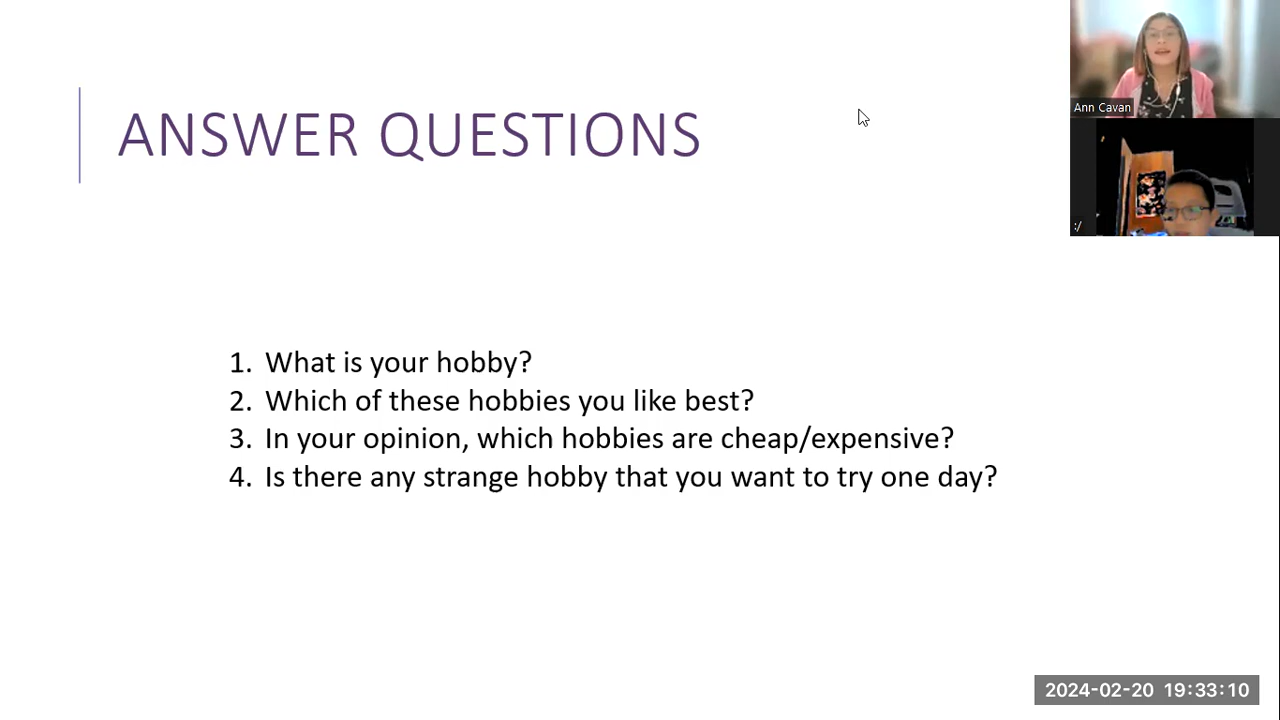 Ann Cavan
ANSWER QUESTIONS
:/
1. What is your hobby?
2. Which of these hobbies you like best?
3. In your opinion, which hobbies are cheap/expensive?
4. Is there any strange hobby that you want to try one day?
2024-02-20 19:33:10